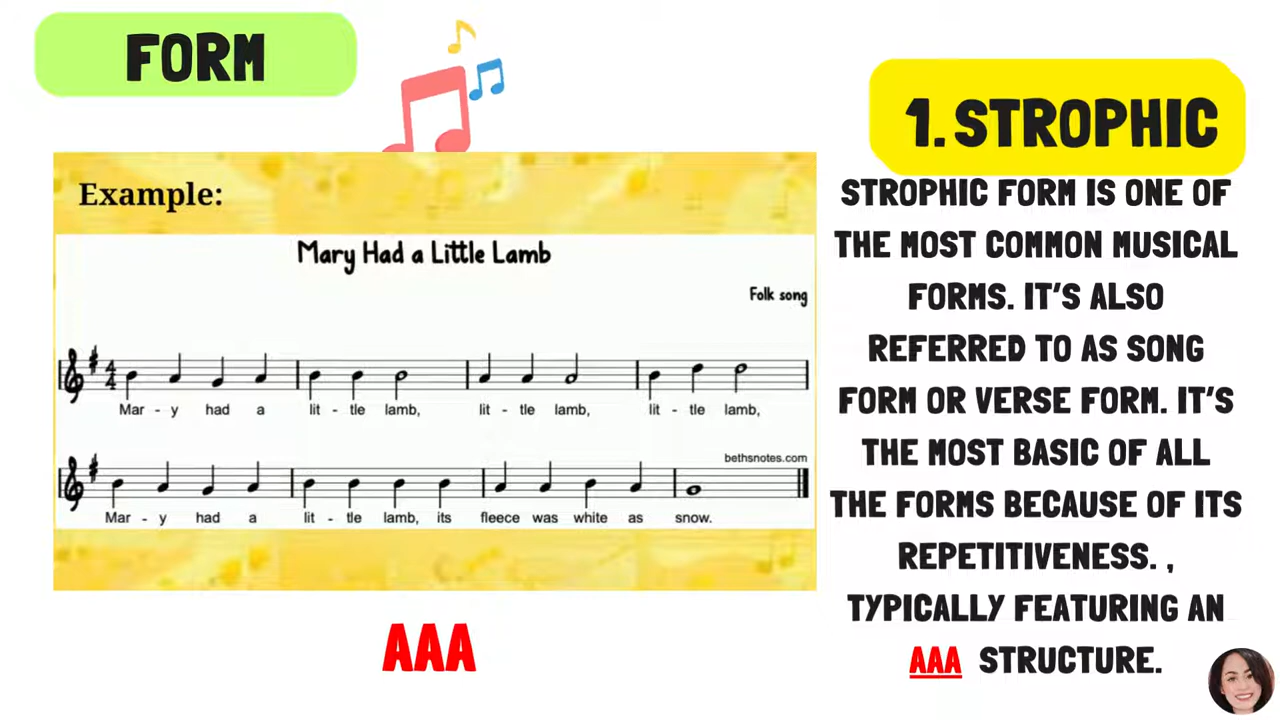 FORM
1. STROPHIC
Example:
Mary Had a Little Lamb
Folk song
4
4
Mar - y had a lit - tle lamb, lit - tle lamb, lit - tle lamb,
bethsnotes.com
Mar - y had a lit - tle lamb, its fleece was white as snow.
AAA
STROPHIC FORM IS ONE OF
THE MOST COMMON MUSICAL
FORMS. IT'S ALSO
REFERRED TO AS SONG
FORM OR VERSE FORM. IT'S
THE MOST BASIC OF ALL
THE FORMS BECAUSE OF ITS
REPETITIVENESS. ,
TYPICALLY FEATURING AN
AAA STRUCTURE.